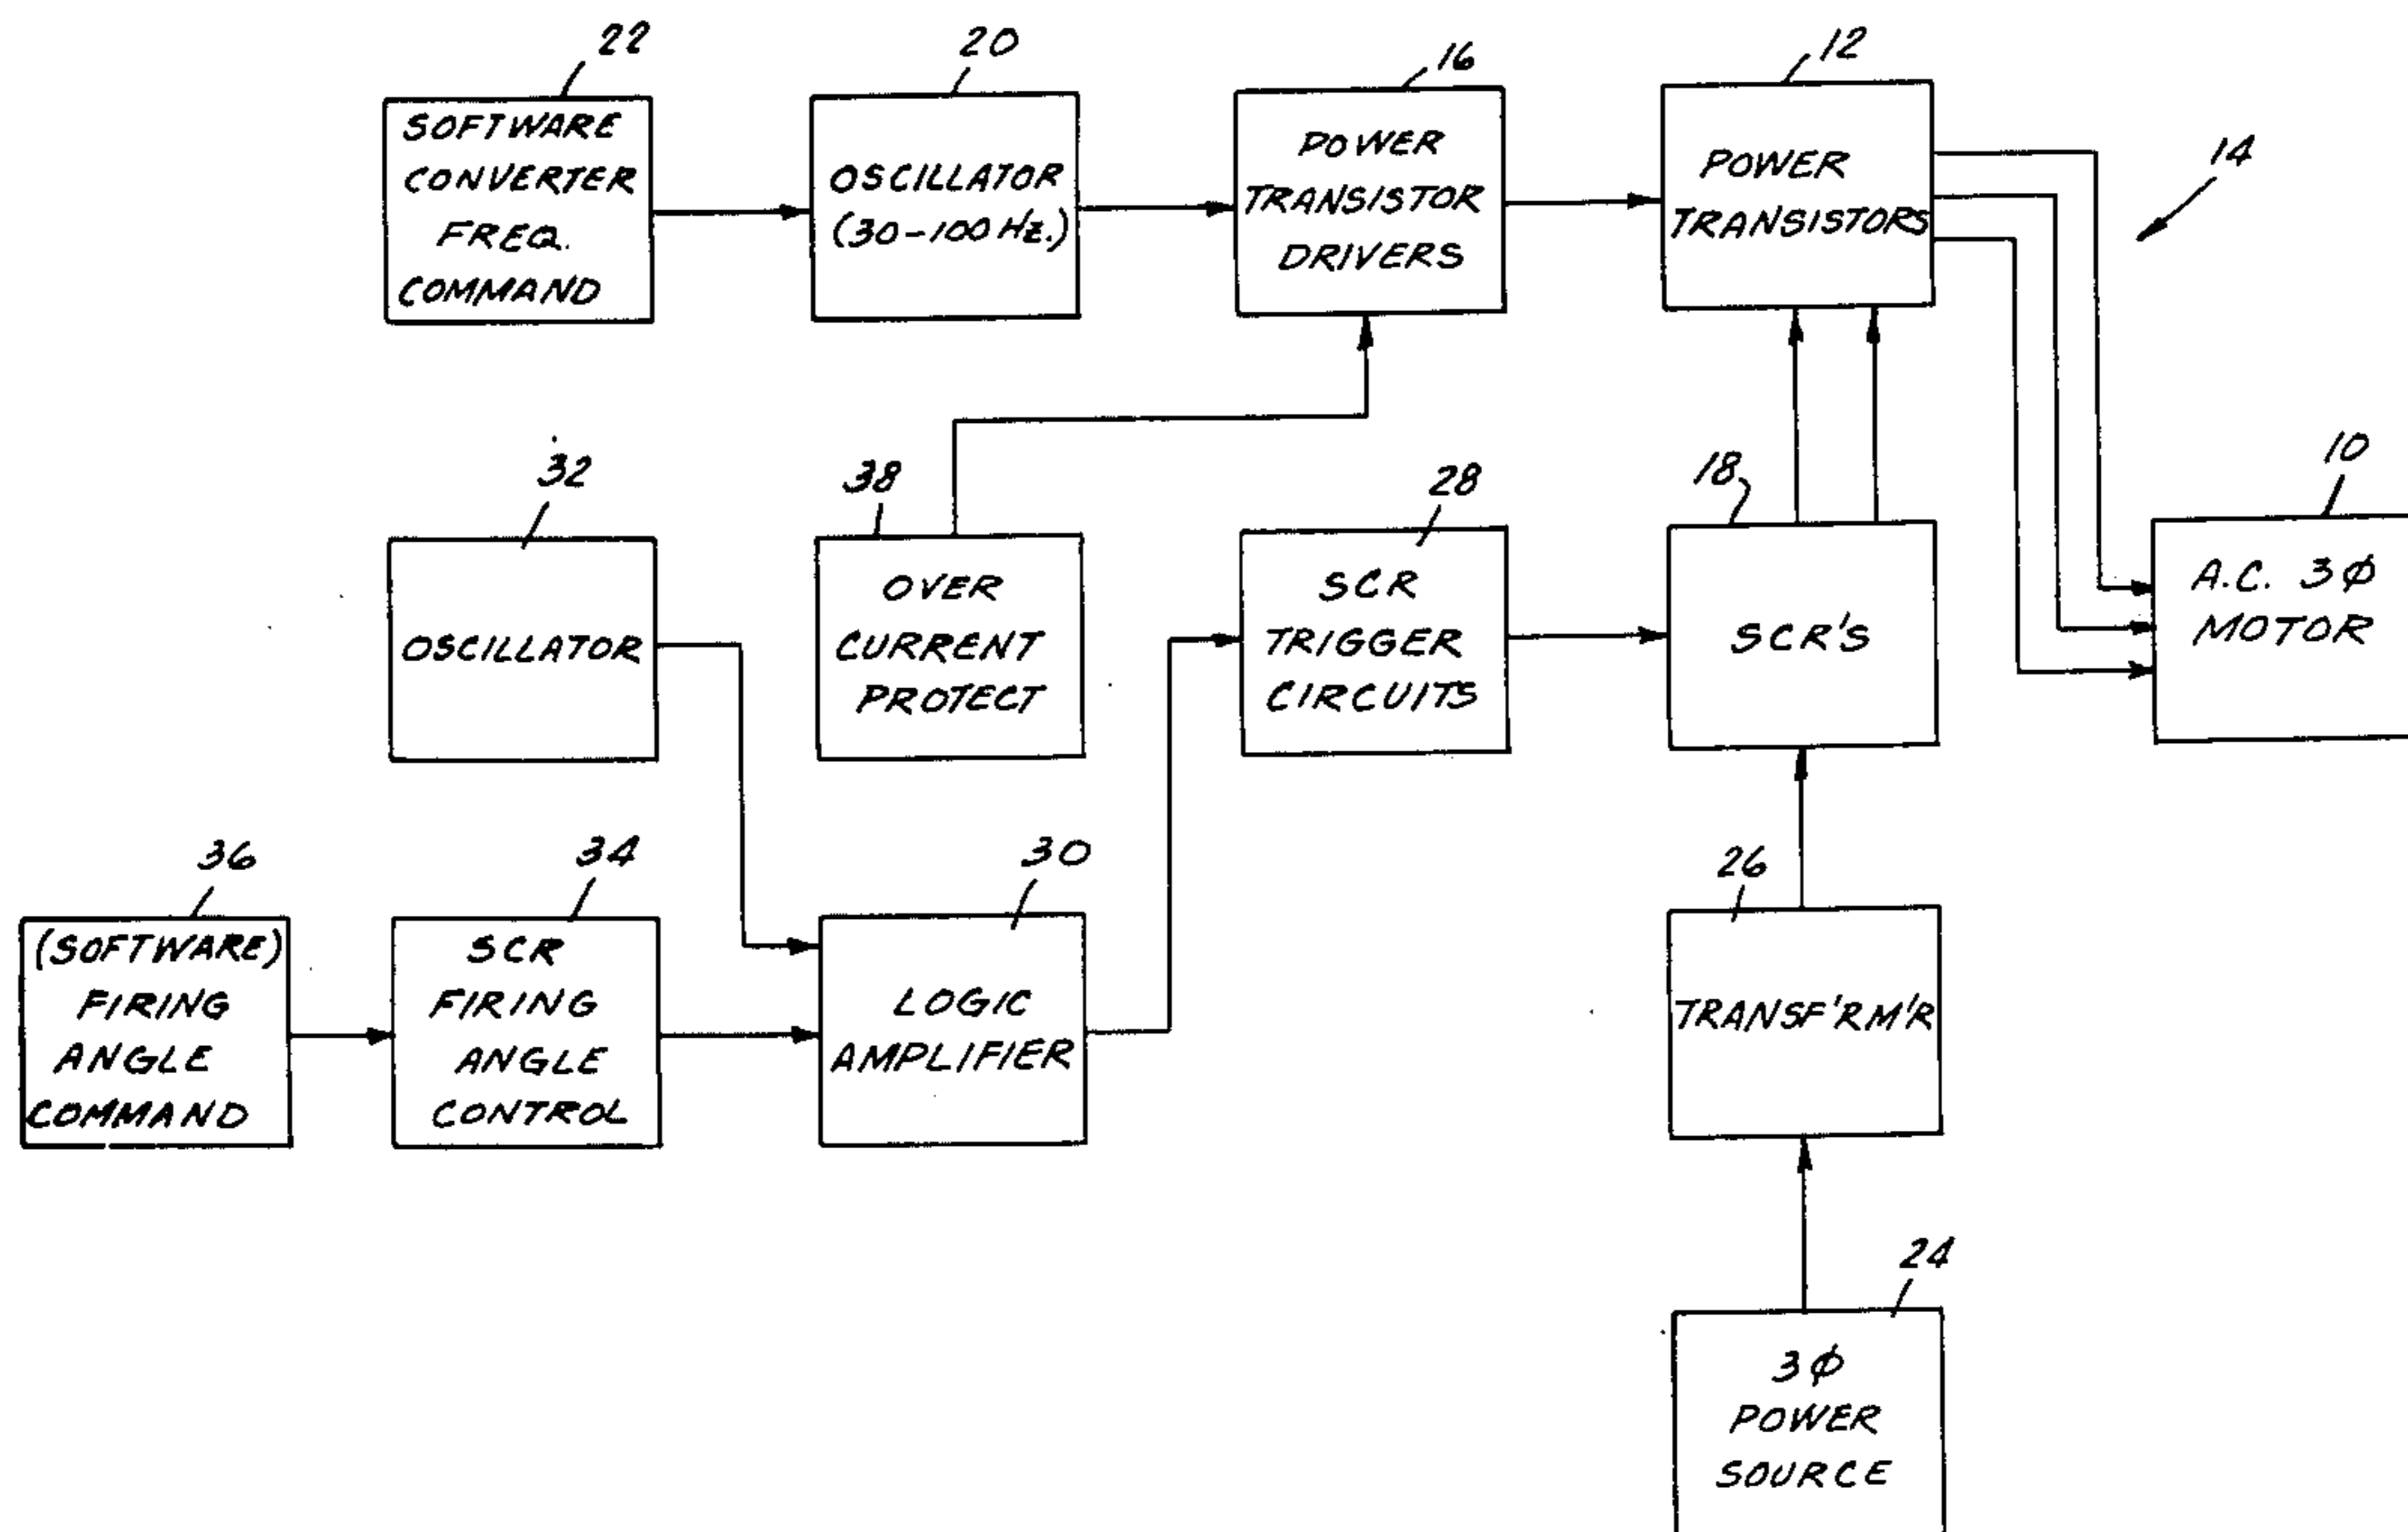 22
20
16
12
14
SOFTWARE
CONVERTER
FREQ.
COMMAND
OSCILLATOR
(30-100 Hz.)
POWER
TRANSISTOR
DRIVERS
POWER
TRANSISTORS
32
38
28
18
10
OSCILLATOR
OVER
CURRENT
PROTECT
SCR
TRIGGER
CIRCUITS
SCR'S
A.C. 3φ
MOTOR
36
34
30
26
(SOFTWARE)
FIRING
ANGLE
COMMAND
SCR
FIRING
ANGLE
CONTROL
LOGIC
AMPLIFIER
TRANSF'RM'R
24
3φ
POWER
SOURCE